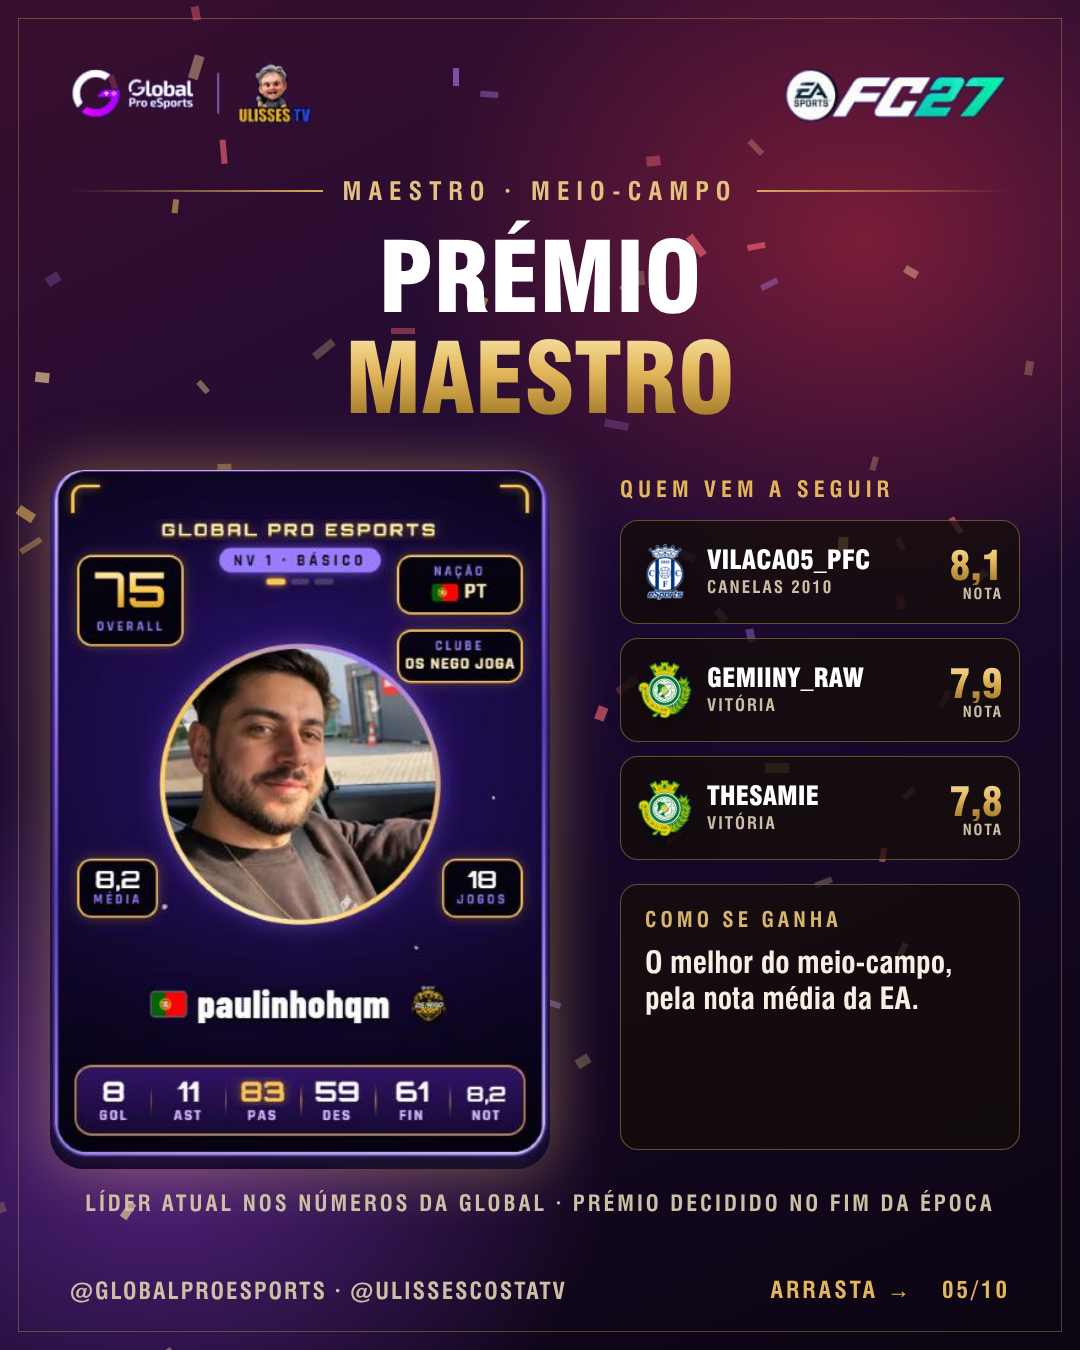 Global
Pro eSports
ULISSES TV
EA
SPORTS
FC27
MAESTRO · MEIO-CAMPO
PRÉMIO
MAESTRO
GLOBAL PRO ESPORTS
NV 1 · BÁSICO
75
OVERALL
NAÇÃO
PT
CLUBE
OS NEGO JOGA
8,2
MÉDIA
18
JOGOS
paulinhohqm
8 11 83 59 61 8,2
GOL AST PAS DES FIN NOT
QUEM VEM A SEGUIR
VILACA05_PFC
CANELAS 2010
8,1
NOTA
GEMIINY_RAW
VITÓRIA
7,9
NOTA
THESAMIE
VITÓRIA
7,8
NOTA
COMO SE GANHA
O melhor do meio-campo,
pela nota média da EA.
LÍDER ATUAL NOS NÚMEROS DA GLOBAL · PRÉMIO DECIDIDO NO FIM DA ÉPOCA
@GLOBALPROESPORTS · @ULISSESCOSTATV
ARRASTA → 05/10